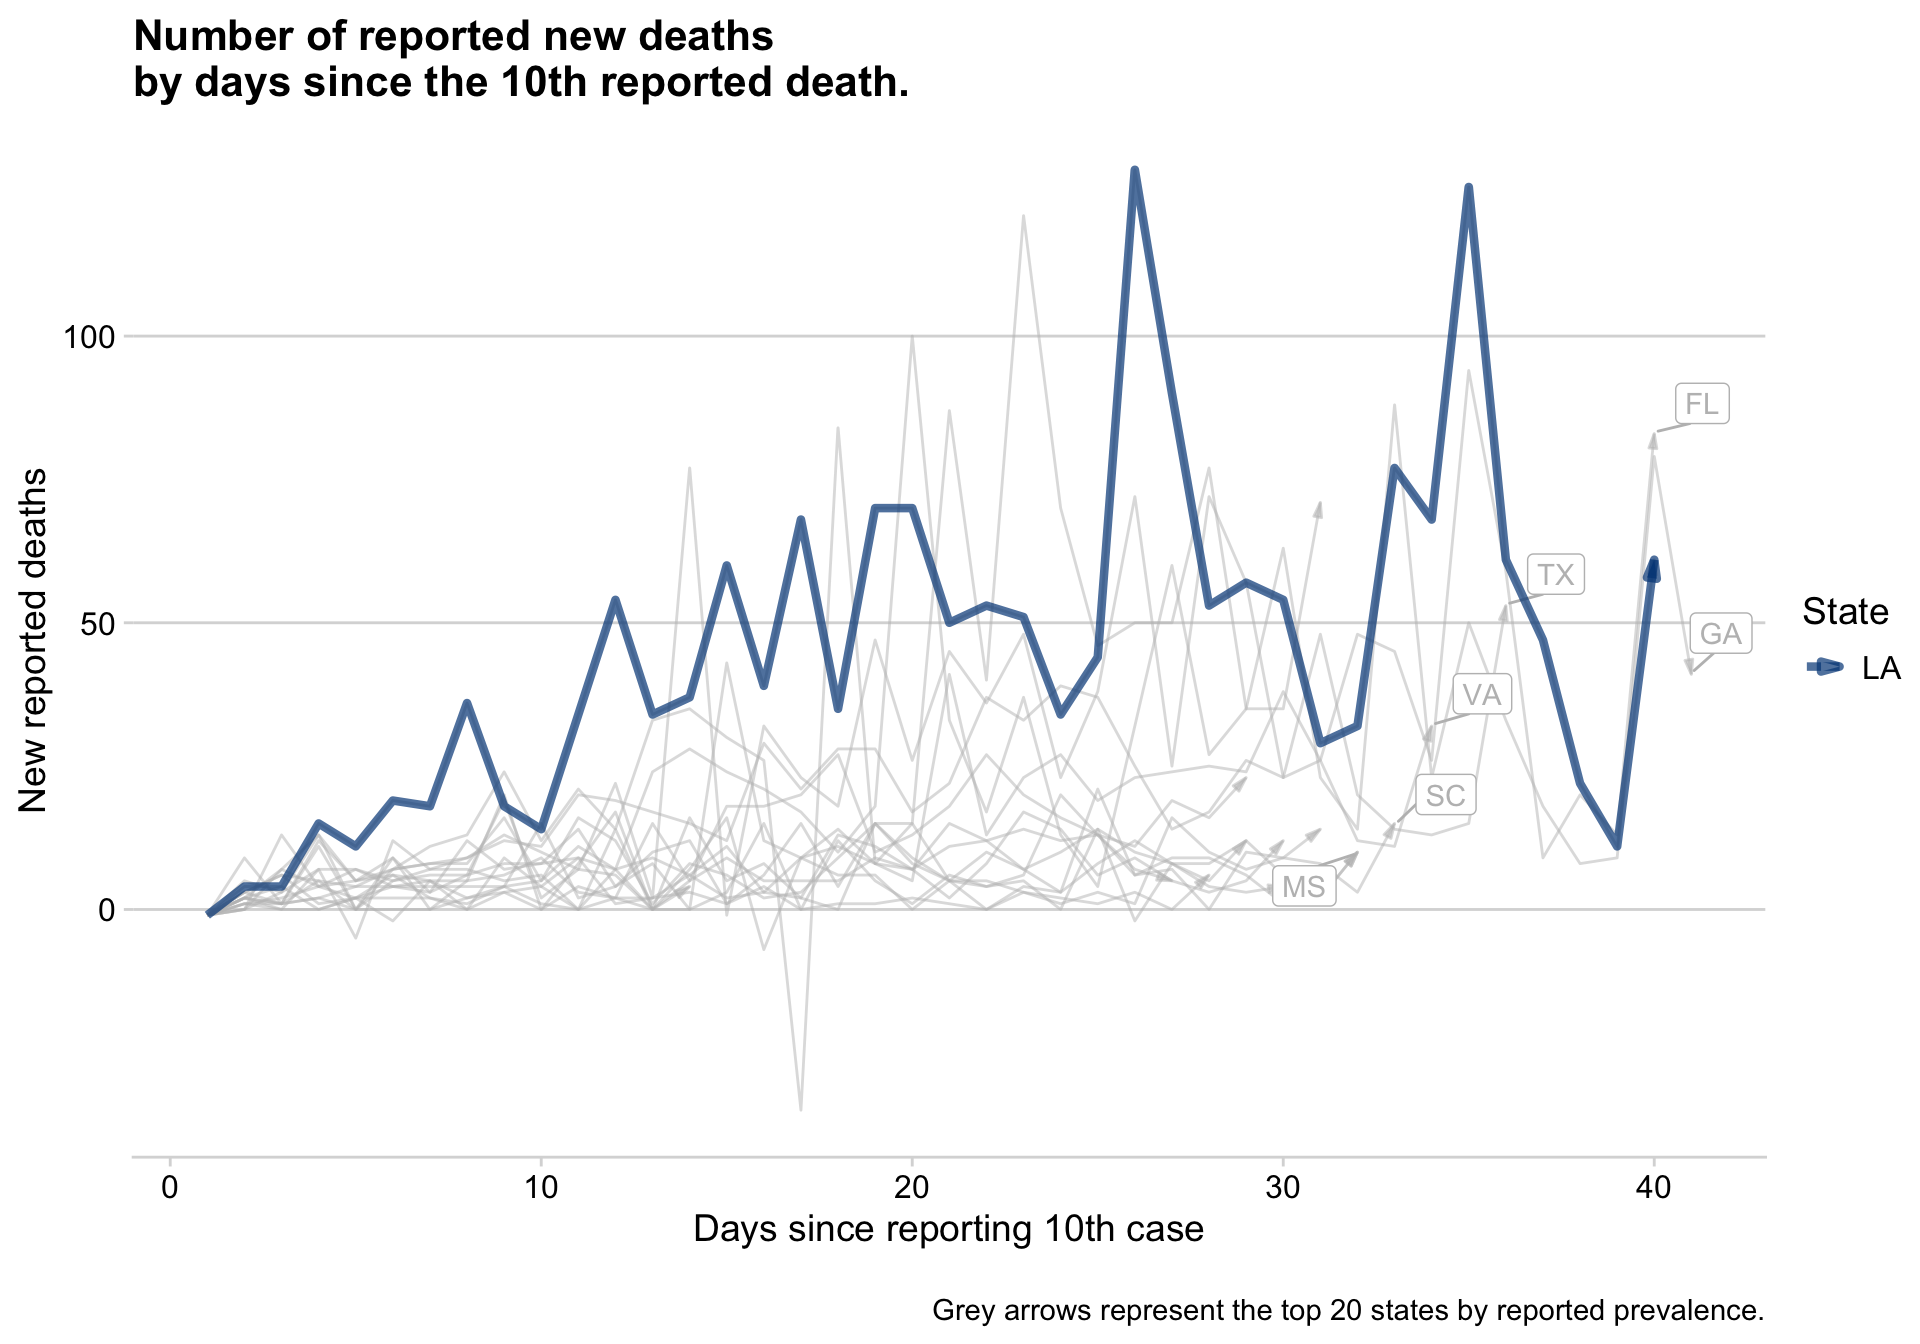 Number of reported new deaths
by days since the 10th reported death.
New reported deaths
100
50
0
FL
TX
GA
VA
SC
MS
State
LA
0
10
20
30
40
Days since reporting 10th case
Grey arrows represent the top 20 states by reported prevalence.